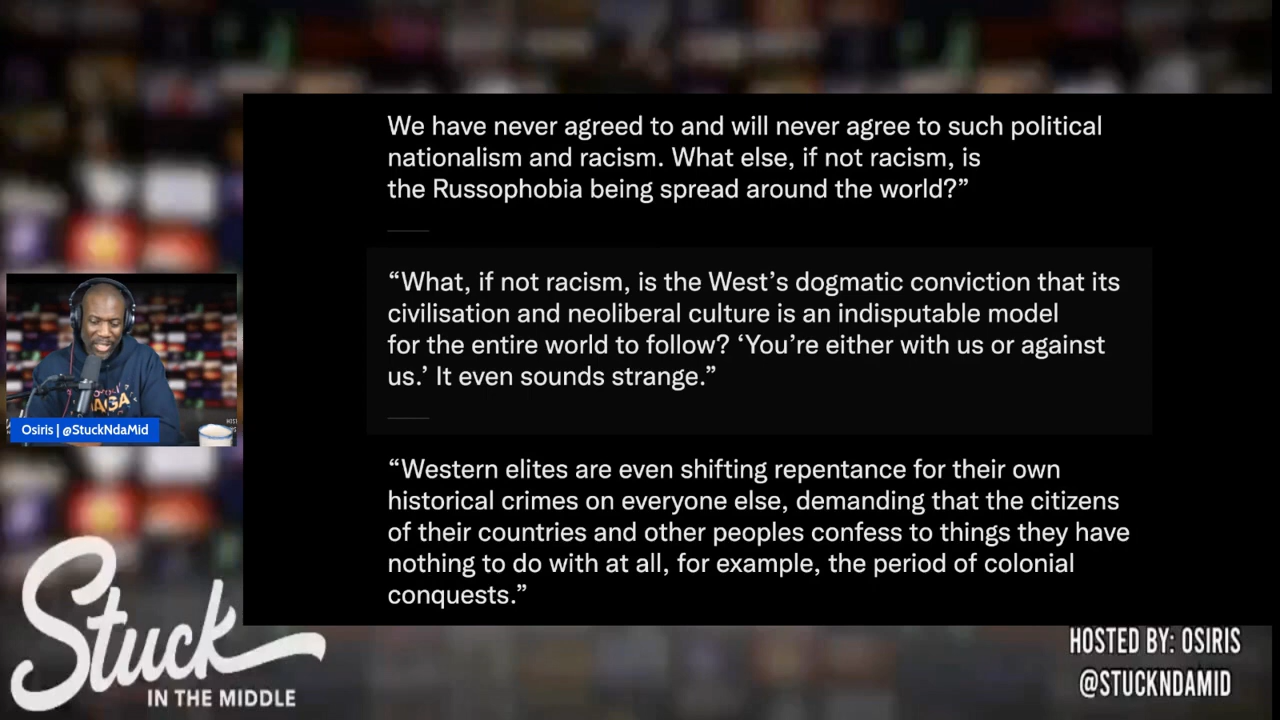 We have never agreed to and will never agree to such political
nationalism and racism. What else, if not racism, is
the Russophobia being spread around the world?”
“What, if not racism, is the West’s dogmatic conviction that its
civilisation and neoliberal culture is an indisputable model
for the entire world to follow? ‘You’re either with us or against
us.’ It even sounds strange.”
“Western elites are even shifting repentance for their own
historical crimes on everyone else, demanding that the citizens
of their countries and other peoples confess to things they have
nothing to do with at all, for example, the period of colonial
conquests.”
Osiris | @StuckNdaMid
Stuck
IN THE MIDDLE
HOSTED BY: OSIRIS
@STUCKNDAMID